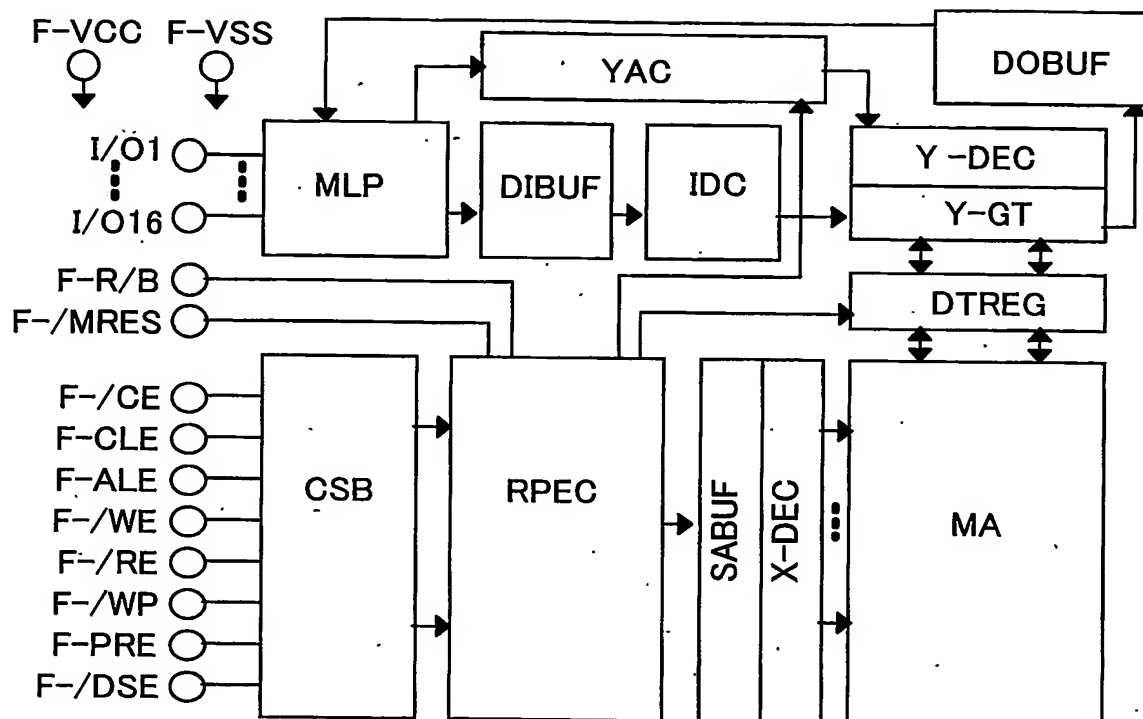 F-VCC F-VSS
YAC
DOBUF
I/O1
I/O16
MLP
DIBUF
IDC
Y-DEC
Y-GT
F-R/B
F-/MRES
DTREG
F-/CE
F-CLE
F-ALE
F-/WE
F-/RE
F-/WP
F-PRE
F-/DSE
CSB
RPEC
SABUF
X-DEC
MA